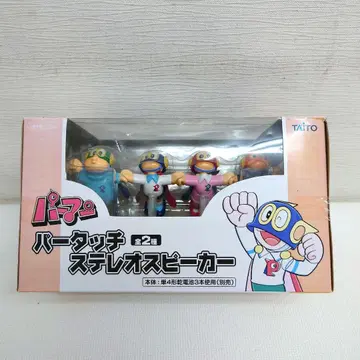 TAITO
パーマン
パータッチ 全2種
ステレオスピーカー
本体:単4形乾電池3本使用(別売)
P